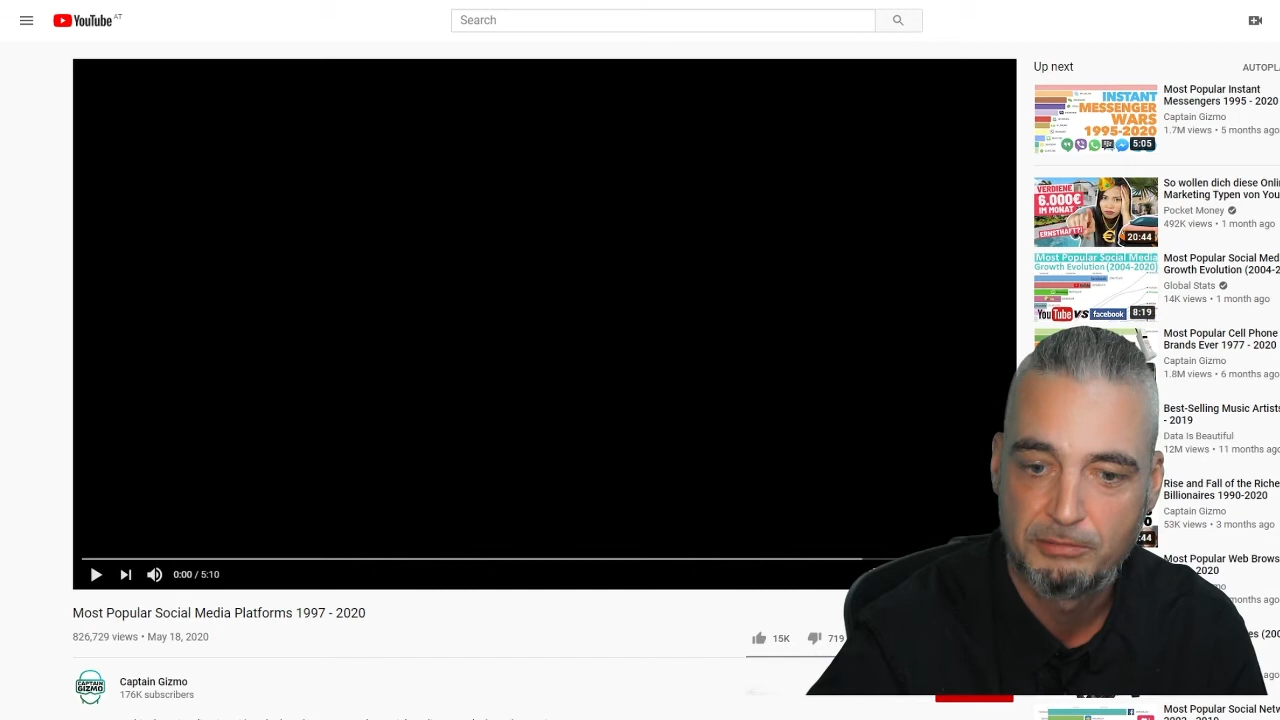 YouTube AT
Search
0:00 / 5:10
Most Popular Social Media Platforms 1997 - 2020
826,729 views • May 18, 2020
15K
719
CAPTAIN
GIZMO
Captain Gizmo
176K subscribers
Up next
AUTOPL
INSTANT
MESSENGER
WARS
1995-2020
5:05
Most Popular Instant
Messengers 1995 - 2020
Captain Gizmo
1.7M views • 5 months ago
VERDIENE
6.000€
IM MONAT
ERNSTHAFT?!
20:44
So wollen dich diese Onli
Marketing Typen von You
Pocket Money
492K views • 1 month ago
Most Popular Social Media
Growth Evolution (2004-2020)
YouTube VS facebook
8:19
Most Popular Social Med
Growth Evolution (2004-2
Global Stats
14K views • 1 month ago
Most Popular Cell Phone
Brands Ever 1977 - 2020
Captain Gizmo
1.8M views • 6 months ago
Best-Selling Music Artists
- 2019
Data Is Beautiful
12M views • 11 months ago
Rise and Fall of the Riche
Billionaires 1990-2020
Captain Gizmo
53K views • 3 months ago
:44
Most Popular Web Brows
2020
Most Popular Social Netw